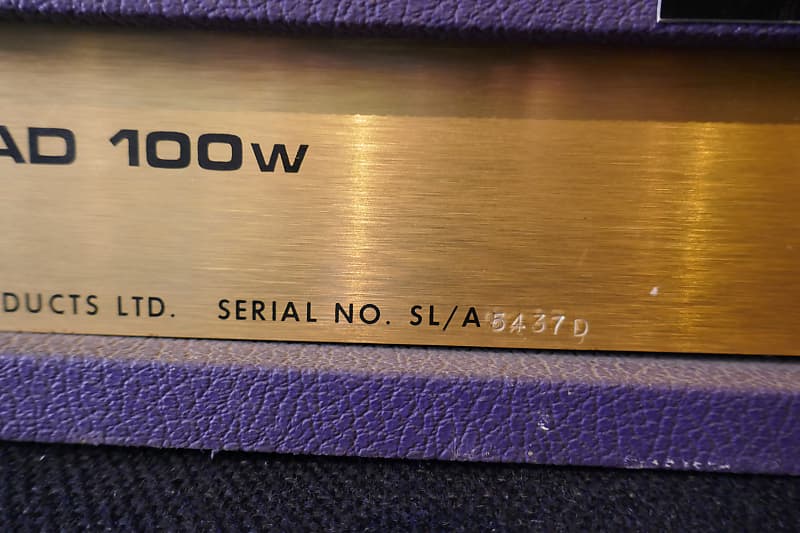 AD 100W
DUCTS LTD. SERIAL NO. SL/A 5437D